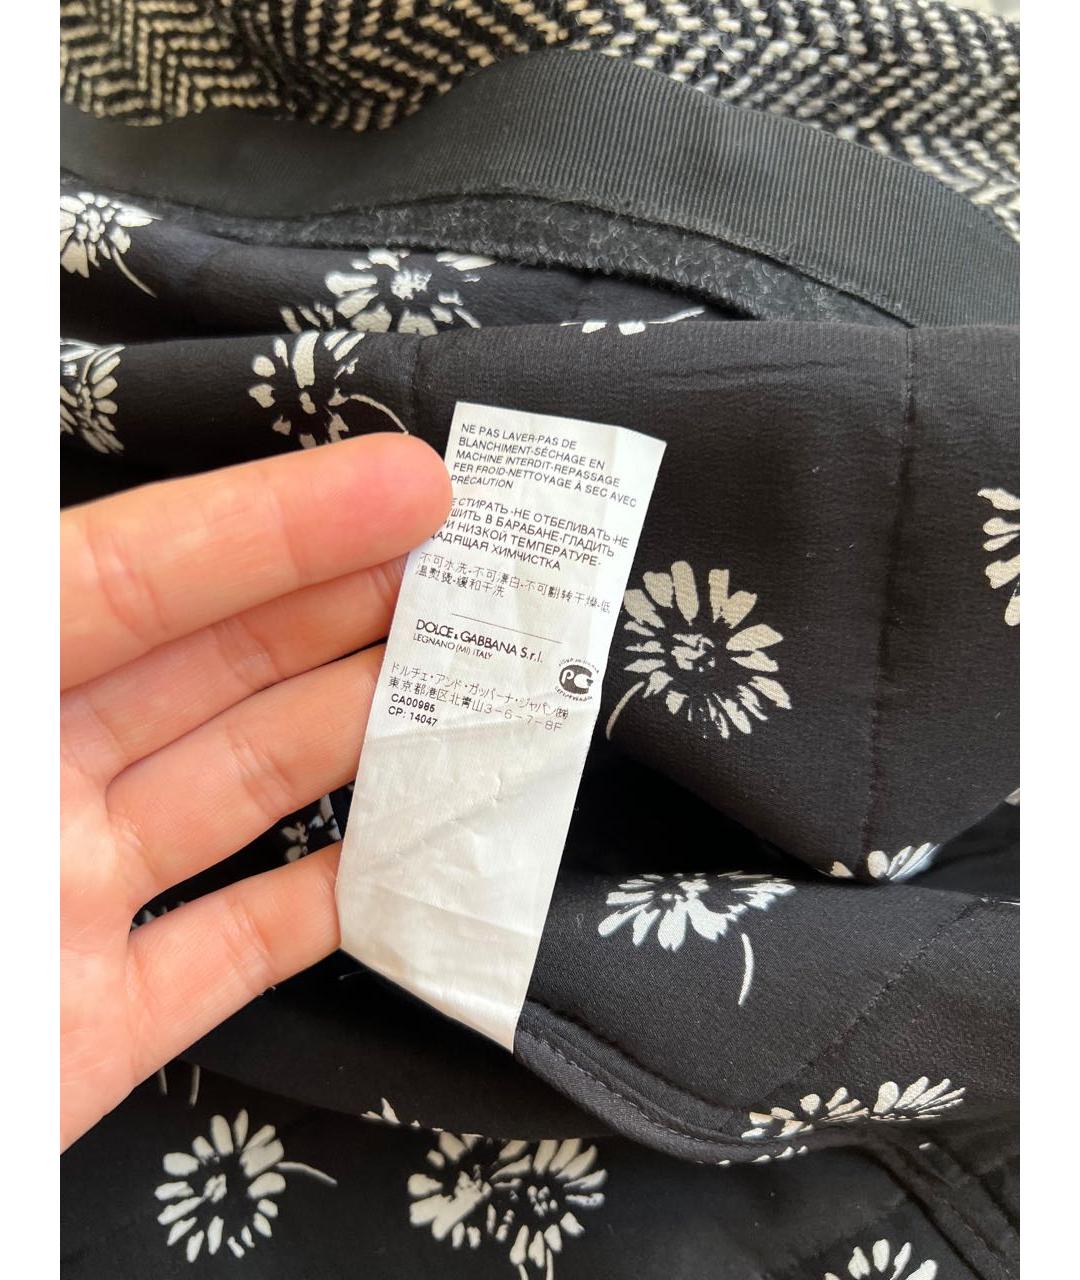 NE PAS LAVER-PAS DE
BLANCHIMENT-SÉCHAGE EN
MACHINE INTERDIT-REPASSAGE
FER FROID-NETTOYAGE À SEC AVEC
PRÉCAUTION
Е СТИРАТЬ-НЕ ОТБЕЛИВАТЬ-НЕ
ШИТЬ В БАРАБАНЕ-ГЛАДИТЬ
И НИЗКОЙ ТЕМПЕРАТУРЕ-
АДЯЩАЯ ХИМЧИСТКА
不可水洗-不可漂白-不可翻转干燥-低
温熨烫-缓和干洗
DOLCE & GABBANA S.r.l.
LEGNANO (MI) ITALY
PG
ドルチェ・アンド・ガッバーナ・ジャパン㈱
東京都港区北青山3-6-7-8F
CA00985
CP: 14047